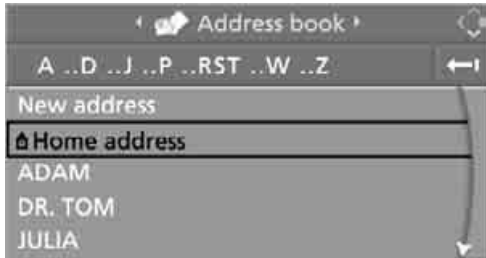 Address book
A ..D ..J ..P ..RST ..W ..Z
New address
Home address
ADAM
DR. TOM
JULIA